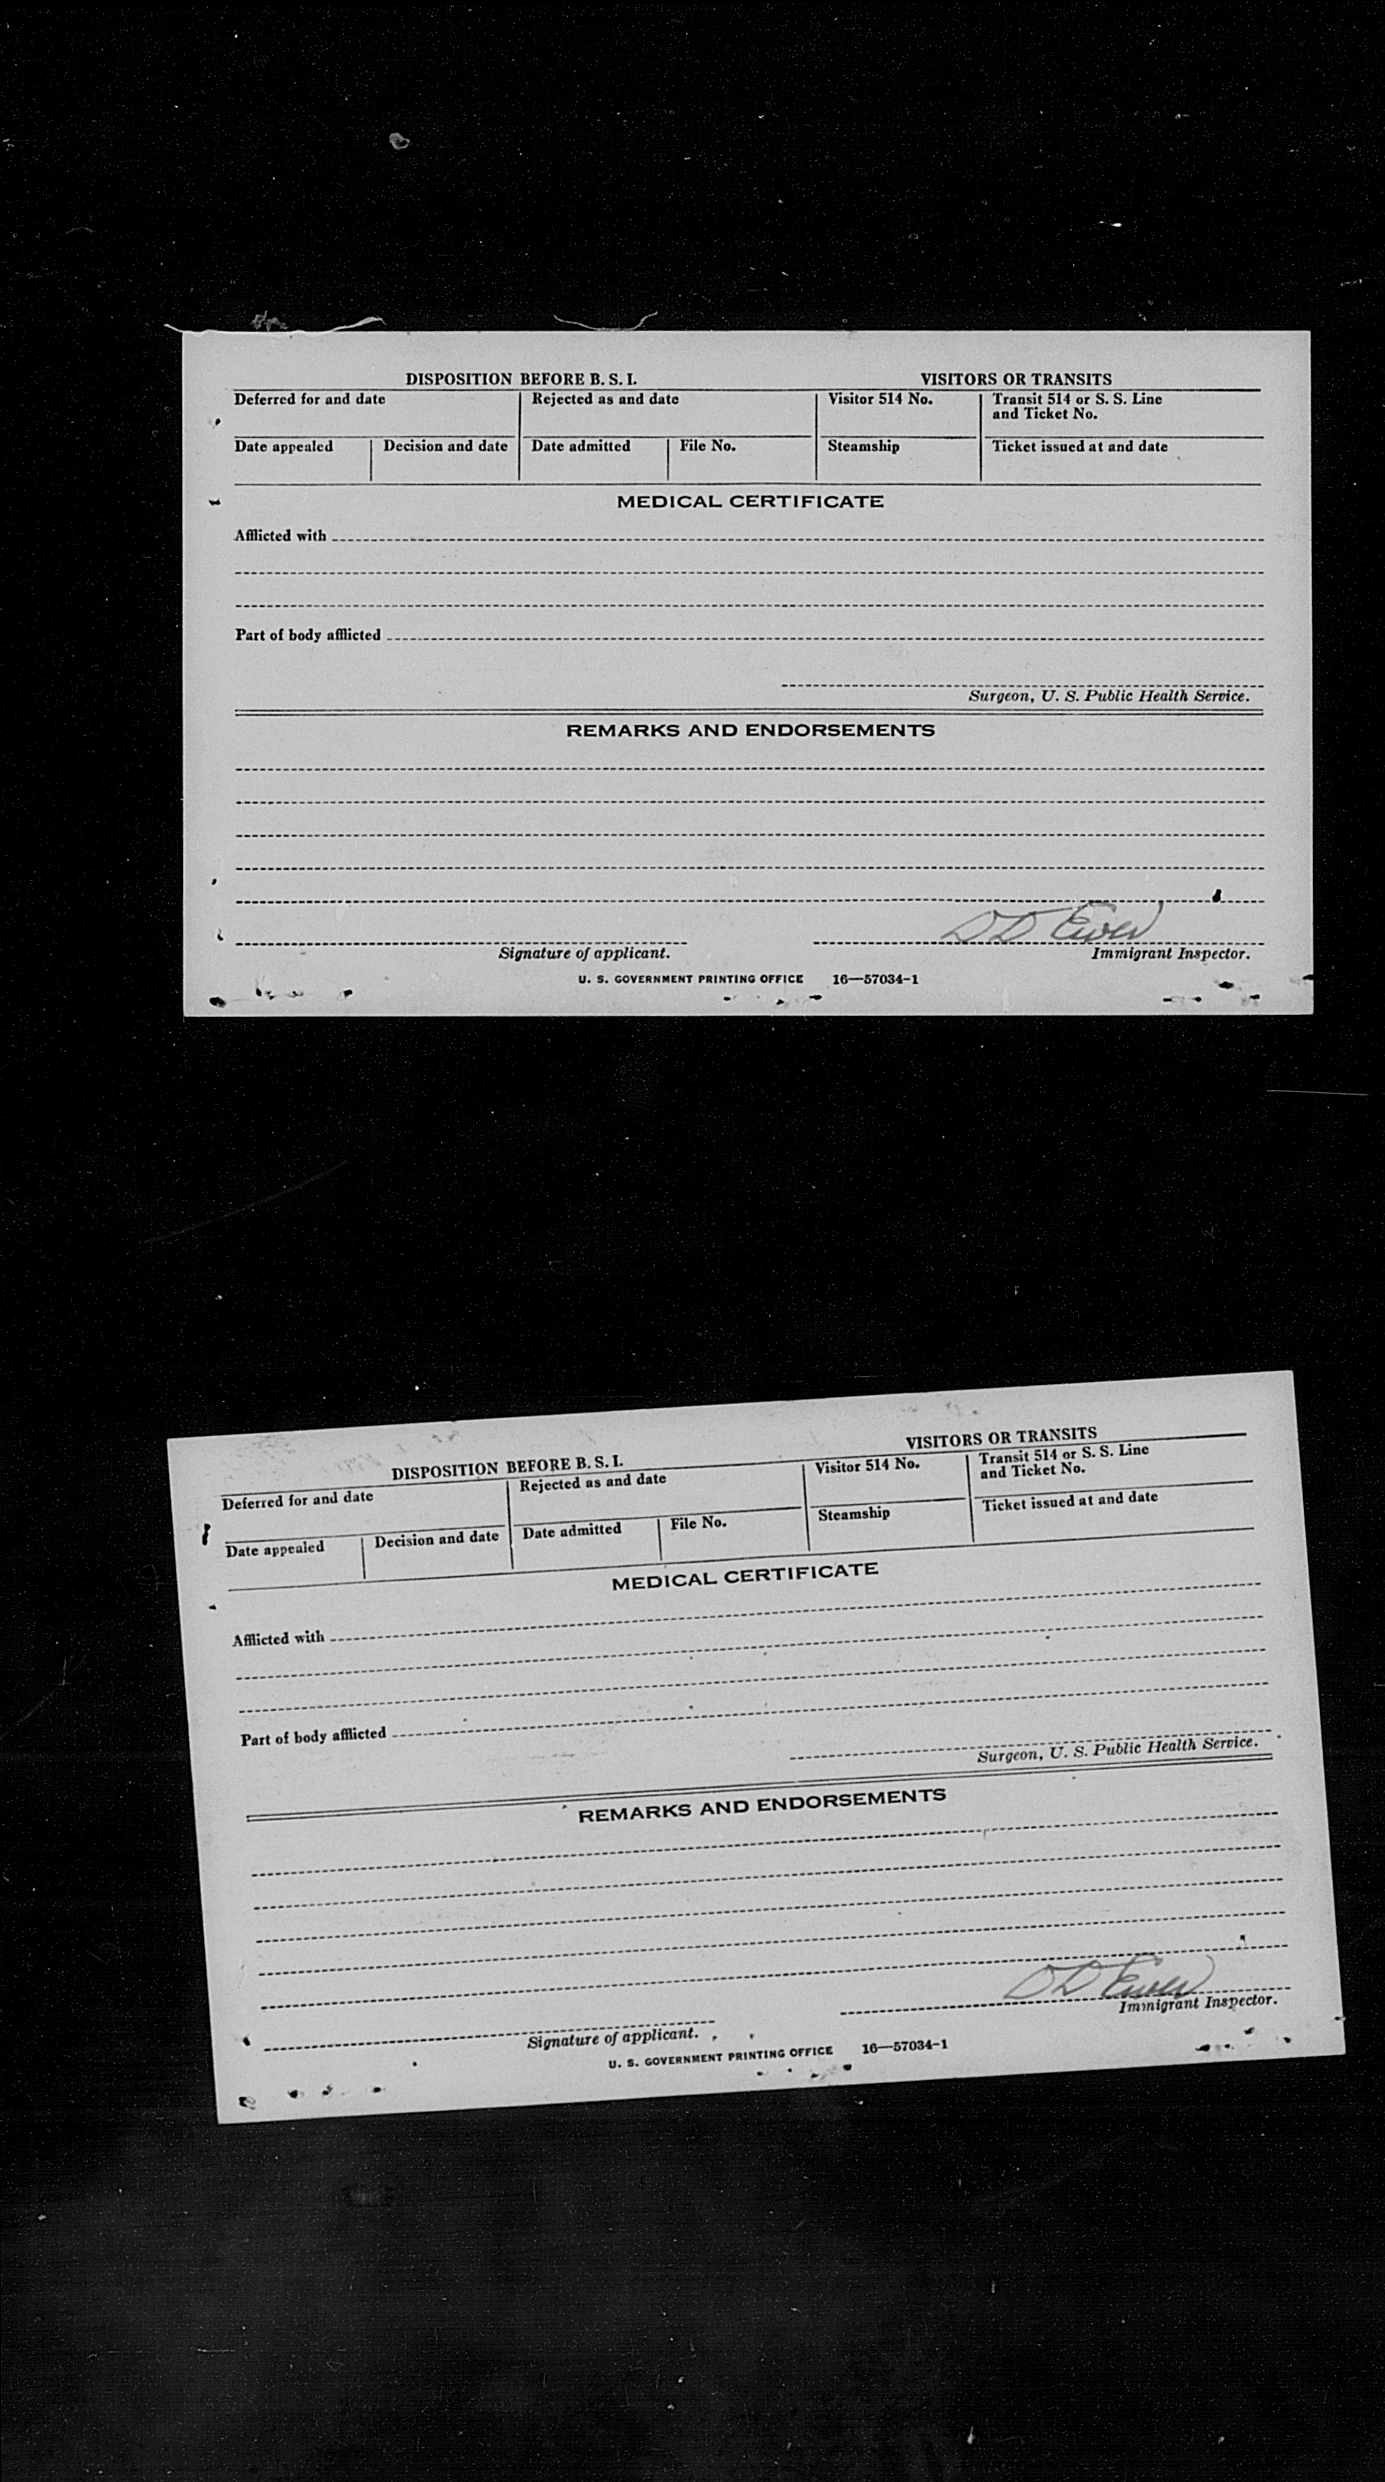 DISPOSITION BEFORE B. S. I.
VISITORS OR TRANSITS
Deferred for and date
Rejected as and date
Visitor 514 No.
Transit 514 or S. S. Line
and Ticket No.
Date appealed
Decision and date
Date admitted
File No.
Steamship
Ticket issued at and date
MEDICAL CERTIFICATE
Afflicted with
Part of body afflicted
Surgeon, U. S. Public Health Service.
REMARKS AND ENDORSEMENTS
D D Ewen
Signature of applicant.
Immigrant Inspector.
U. S. GOVERNMENT PRINTING OFFICE 16—57034-1
DISPOSITION BEFORE B. S. I.
VISITORS OR TRANSITS
Deferred for and date
Rejected as and date
Visitor 514 No.
Transit 514 or S. S. Line
and Ticket No.
Date appealed
Decision and date
Date admitted
File No.
Steamship
Ticket issued at and date
MEDICAL CERTIFICATE
Afflicted with
Part of body afflicted
Surgeon, U. S. Public Health Service.
REMARKS AND ENDORSEMENTS
D D Ewen
Signature of applicant.
Immigrant Inspector.
U. S. GOVERNMENT PRINTING OFFICE 16—57034-1